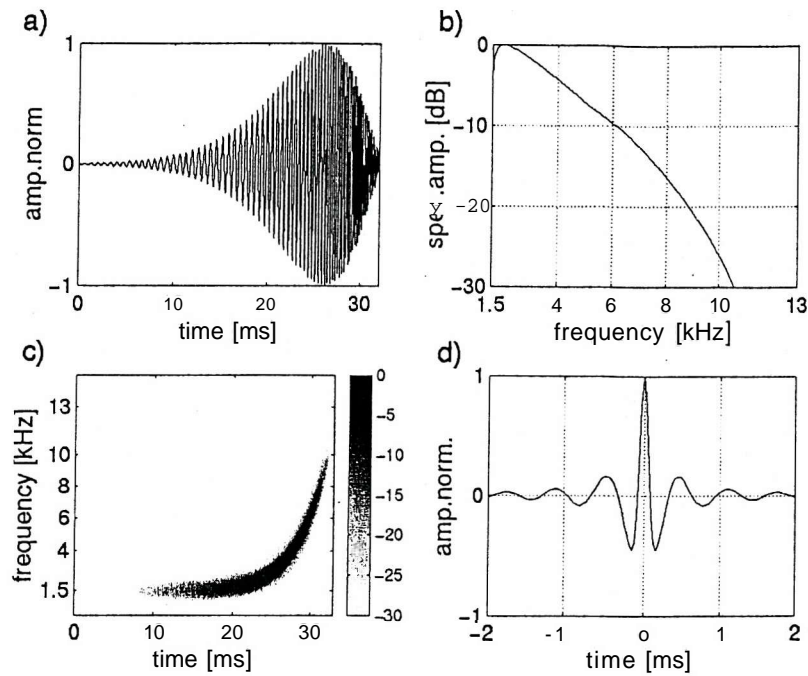 a)
amp.norm
1
0
-1
0 10 20 30
time [ms]
b)
spec.amp. [dB]
0
-10
-20
-30
1.5 4 6 8 10 13
frequency [kHz]
c)
frequency [kHz]
13
10
8
6
4
1.5
0 10 20 30
time [ms]
0
-5
-10
-15
-20
-25
-30
d)
amp.norm.
1
0
-1
-2 -1 o 1 2
time [ms]